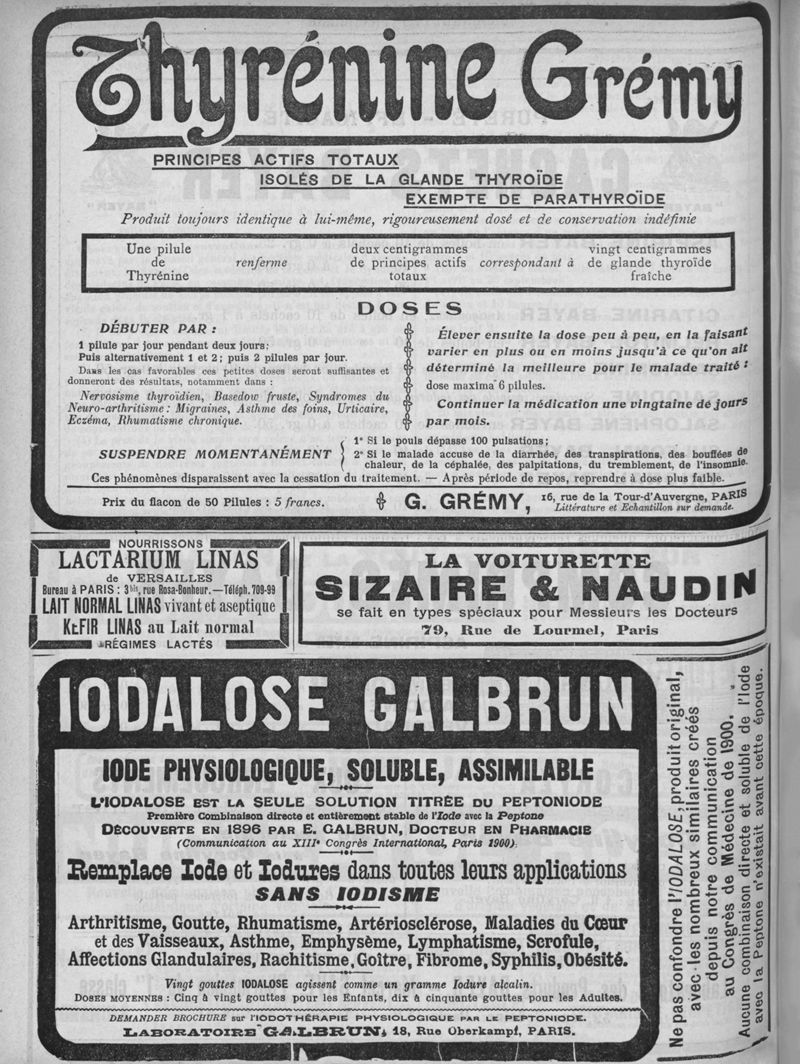 Thyrénine Grémy
PRINCIPES ACTIFS TOTAUX
ISOLÉS DE LA GLANDE THYROÏDE
EXEMPTE DE PARATHYROÏDE
Produit toujours identique à lui-même, rigoureusement dosé et de conservation indéfinie
Une pilule de Thyrénine renferme deux centigrammes de principes actifs totaux correspondant à vingt centigrammes de glande thyroïde fraîche
DOSES
DÉBUTER PAR :
1 pilule par jour pendant deux jours;
Puis alternativement 1 et 2; puis 2 pilules par jour.
Dans les cas favorables ces petites doses seront suffisantes et
donneront des résultats, notamment dans :
Nervosisme thyroïdien, Basedow fruste, Syndromes du
Neuro-arthritisme : Migraines, Asthme des foins, Urticaire,
Eczéma, Rhumatisme chronique.
Élever ensuite la dose peu à peu, en la faisant
varier en plus ou en moins jusqu'à ce qu'on ait
déterminé la meilleure pour le malade traité :
dose maxima 6 pilules.
Continuer la médication une vingtaine de jours
par mois.
SUSPENDRE MOMENTANÉMENT
1° Si le pouls dépasse 100 pulsations;
2° Si le malade accuse de la diarrhée, des transpirations, des bouffées de
chaleur, de la céphalée, des palpitations, du tremblement, de l'insomnie.
Ces phénomènes disparaissent avec la cessation du traitement. — Après période de repos, reprendre à dose plus faible.
Prix du flacon de 50 Pilules : 5 francs.
G. GRÉMY, 16, rue de la Tour-d'Auvergne, PARIS
Littérature et Echantillon sur demande.
NOURRISSONS
LACTARIUM LINAS
de VERSAILLES
Bureau à PARIS : 3bis, rue Rosa-Bonheur. — Téléph. 709-99
LAIT NORMAL LINAS vivant et aseptique
KÉFIR LINAS au Lait normal
RÉGIMES LACTÉS
LA VOITURETTE
SIZAIRE & NAUDIN
se fait en types spéciaux pour Messieurs les Docteurs
79, Rue de Lourmel, Paris
IODALOSE GALBRUN
IODE PHYSIOLOGIQUE, SOLUBLE, ASSIMILABLE
L'IODALOSE EST LA SEULE SOLUTION TITRÉE DU PEPTONIODE
Première Combinaison directe et entièrement stable de l'Iode avec la Peptone
DÉCOUVERTE EN 1896 PAR E. GALBRUN, DOCTEUR EN PHARMACIE
(Communication au XIIIe Congrès International, Paris 1900).
Remplace Iode et Iodures dans toutes leurs applications
SANS IODISME
Arthritisme, Goutte, Rhumatisme, Artériosclérose, Maladies du Cœur
et des Vaisseaux, Asthme, Emphysème, Lymphatisme, Scrofule,
Affections Glandulaires, Rachitisme, Goître, Fibrome, Syphilis, Obésité.
Vingt gouttes IODALOSE agissent comme un gramme Iodure alcalin.
DOSES MOYENNES : Cinq à vingt gouttes pour les Enfants, dix à cinquante gouttes pour les Adultes.
DEMANDER BROCHURE sur l'IODOTHÉRAPIE PHYSIOLOGIQUE PAR LE PEPTONIODE.
LABORATOIRE GALBRUN, 18, Rue Oberkampf, PARIS.
Ne pas confondre l'IODALOSE, produit original,
avec les nombreux similaires créés
depuis notre communication
au Congrès de Médecine de 1900.
Aucune combinaison directe et soluble de l'Iode
avec la Peptone n'existait avant cette époque.